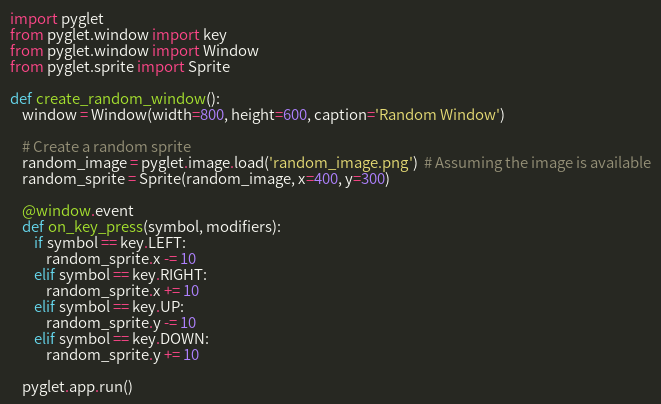 import pyglet
from pyglet.window import key
from pyglet.window import Window
from pyglet.sprite import Sprite

def create_random_window():
    window = Window(width=800, height=600, caption='Random Window')

    # Create a random sprite
    random_image = pyglet.image.load('random_image.png')  # Assuming the image is available
    random_sprite = Sprite(random_image, x=400, y=300)

    @window.event
    def on_key_press(symbol, modifiers):
        if symbol == key.LEFT:
            random_sprite.x -= 10
        elif symbol == key.RIGHT:
            random_sprite.x += 10
        elif symbol == key.UP:
            random_sprite.y -= 10
        elif symbol == key.DOWN:
            random_sprite.y += 10

    pyglet.app.run()